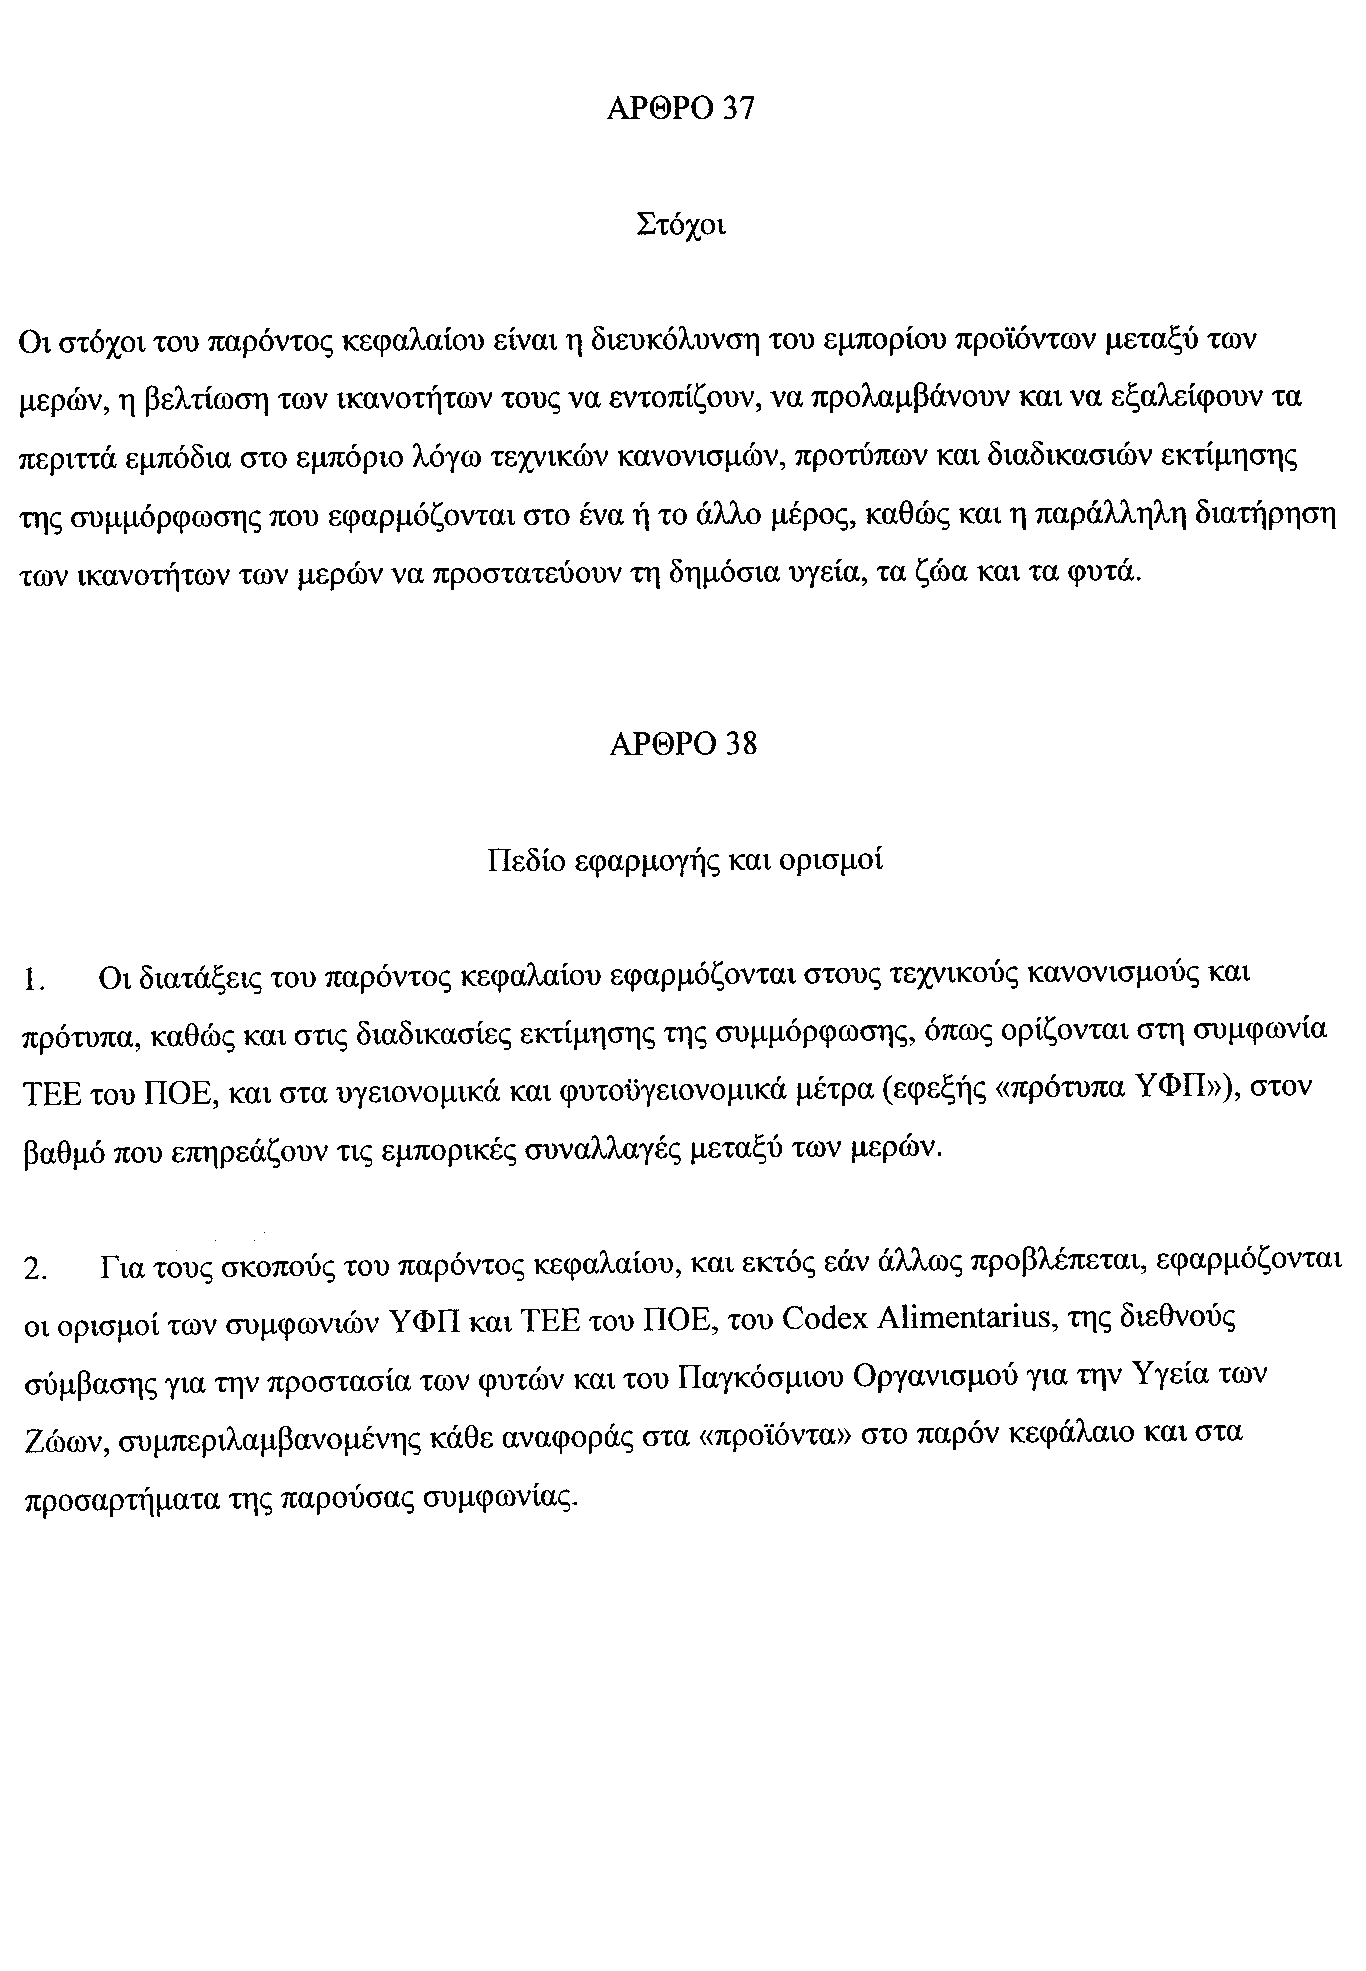 ΑΡΘΡΟ 37
Στόχοι
Οι στόχοι του παρόντος κεφαλαίου είναι η διευκόλυνση του εμπορίου προϊόντων μεταξύ των
μερών, η βελτίωση των ικανοτήτων τους να εντοπίζουν, να προλαμβάνουν και να εξαλείφουν τα
περιττά εμπόδια στο εμπόριο λόγω τεχνικών κανονισμών, προτύπων και διαδικασιών εκτίμησης
της συμμόρφωσης που εφαρμόζονται στο ένα ή το άλλο μέρος, καθώς και η παράλληλη διατήρηση
των ικανοτήτων των μερών να προστατεύουν τη δημόσια υγεία, τα ζώα και τα φυτά.
ΑΡΘΡΟ 38
Πεδίο εφαρμογής και ορισμοί
1. Οι διατάξεις του παρόντος κεφαλαίου εφαρμόζονται στους τεχνικούς κανονισμούς και
πρότυπα, καθώς και στις διαδικασίες εκτίμησης της συμμόρφωσης, όπως ορίζονται στη συμφωνία
ΤΕΕ του ΠΟΕ, και στα υγειονομικά και φυτοϋγειονομικά μέτρα (εφεξής «πρότυπα ΥΦΠ»), στον
βαθμό που επηρεάζουν τις εμπορικές συναλλαγές μεταξύ των μερών.
2. Για τους σκοπούς του παρόντος κεφαλαίου, και εκτός εάν άλλως προβλέπεται, εφαρμόζονται
οι ορισμοί των συμφωνιών ΥΦΠ και ΤΕΕ του ΠΟΕ, του Codex Alimentarius, της διεθνούς
σύμβασης για την προστασία των φυτών και του Παγκόσμιου Οργανισμού για την Υγεία των
Ζώων, συμπεριλαμβανομένης κάθε αναφοράς στα «προϊόντα» στο παρόν κεφάλαιο και στα
προσαρτήματα της παρούσας συμφωνίας.